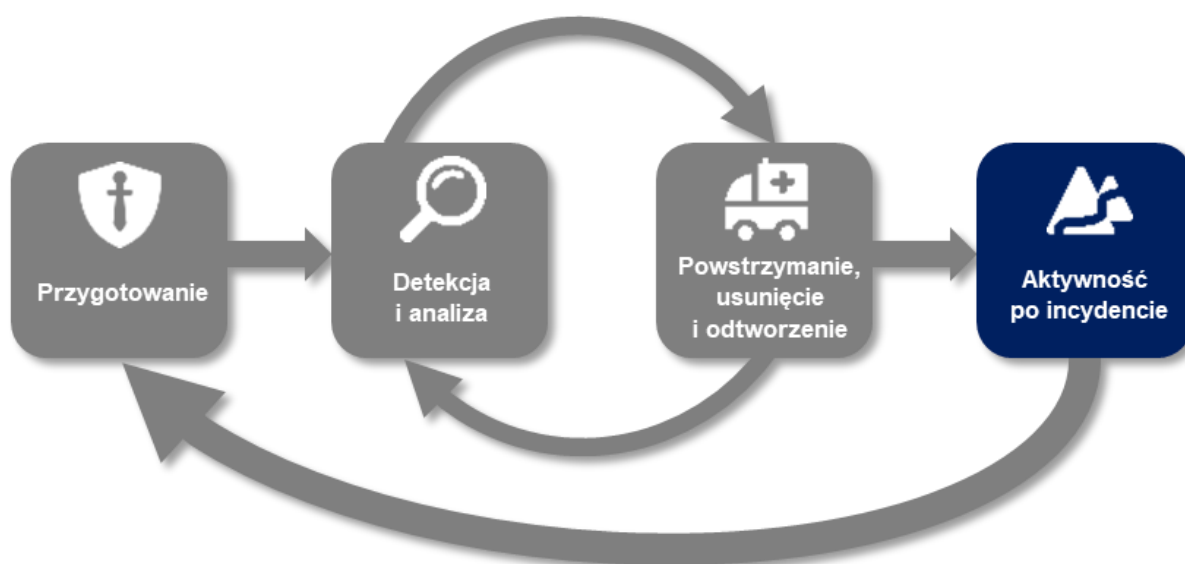 Przygotowanie
Detekcja
i analiza
Powstrzymanie,
usunięcie
i odtworzenie
Aktywność
po incydencie